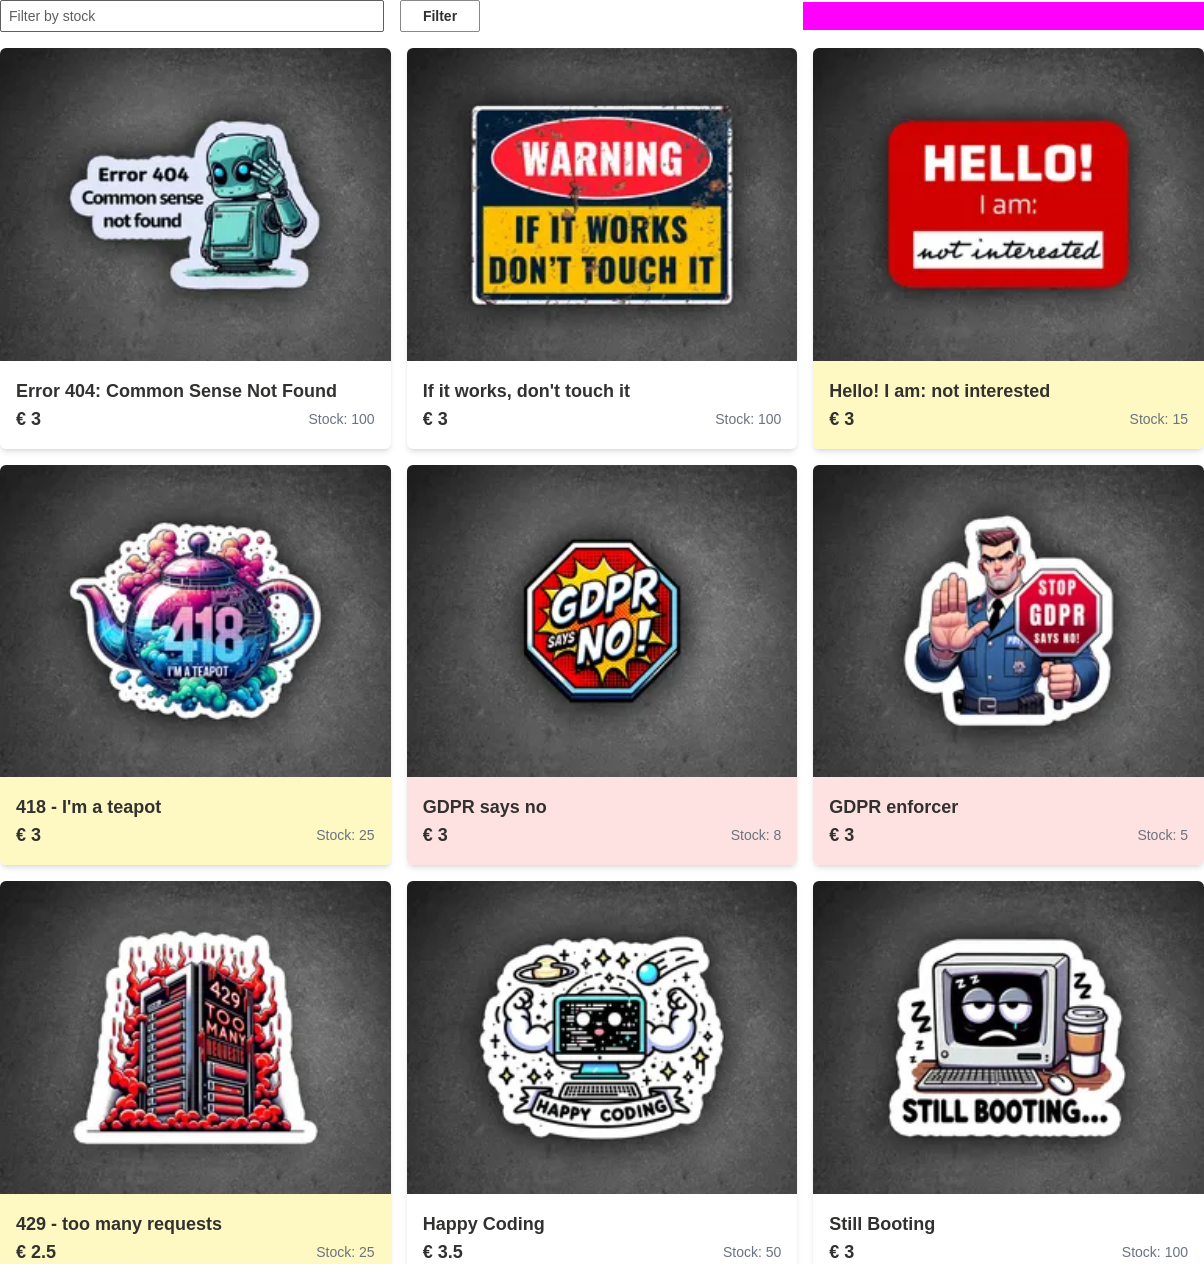 Filter by stock
Filter
Error 404
Common sense
not found
WARNING
IF IT WORKS
DON'T TOUCH IT
HELLO!
I am:
not interested
Error 404: Common Sense Not Found
€ 3
Stock: 100
If it works, don't touch it
€ 3
Stock: 100
Hello! I am: not interested
€ 3
Stock: 15
418
I'M A TEAPOT
GDPR
SAYS
NO!
STOP
GDPR
SAYS NO!
418 - I'm a teapot
€ 3
Stock: 25
GDPR says no
€ 3
Stock: 8
GDPR enforcer
€ 3
Stock: 5
429
TOO
MANY
REQUESTS
HAPPY CODING
Z Z
Z
Z
Z
Z
Z
STILL BOOTING...
429 - too many requests
€ 2.5
Stock: 25
Happy Coding
€ 3.5
Stock: 50
Still Booting
€ 3
Stock: 100